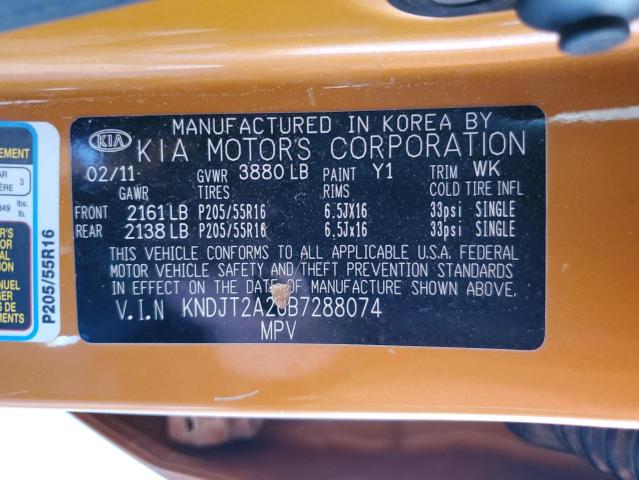 MANUFACTURED IN KOREA BY
KIA KIA MOTORS CORPORATION
02/11 GVWR 3880 LB PAINT Y1 TRIM WK
GAWR TIRES RIMS COLD TIRE INFL
FRONT 2161 LB P205/55R16 6.5JX16 33psi SINGLE
REAR 2138 LB P205/55R16 6.5Jx16 33psi SINGLE
THIS VEHICLE CONFORMS TO ALL APPLICABLE U.S.A. FEDERAL
MOTOR VEHICLE SAFETY AND THEFT PREVENTION STANDARDS
IN EFFECT ON THE DATE OF MANUFACTURE SHOWN ABOVE.
V.I.N KNDJT2A26B7288074
MPV
P205/55R16